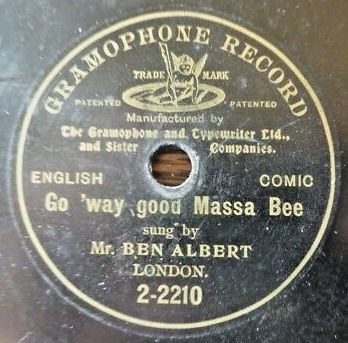 GRAMOPHONE RECORD
TRADE MARK
PATENTED PATENTED
Manufactured by
The Gramophone and Typewriter Ltd.,
and Sister Companies.
ENGLISH COMIC
Go 'way good Massa Bee
sung by
Mr. BEN ALBERT
LONDON.
2-2210